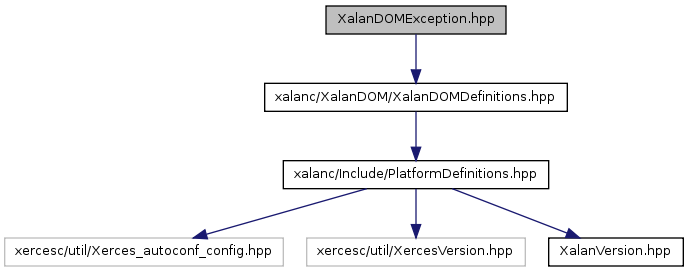 XalanDOMException.hpp
xalanc/XalanDOM/XalanDOMDefinitions.hpp
xalanc/Include/PlatformDefinitions.hpp
xercesc/util/Xerces_autoconf_config.hpp
xercesc/util/XercesVersion.hpp
XalanVersion.hpp